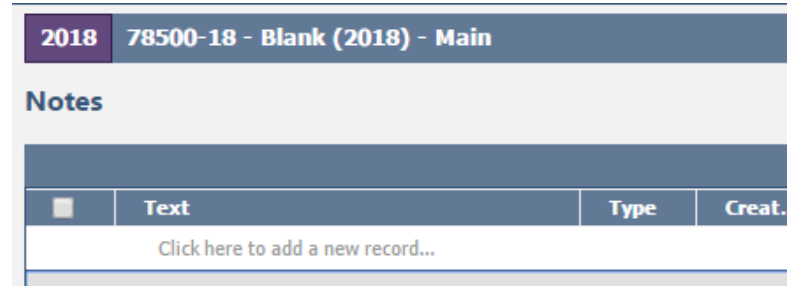 2018 78500-18 - Blank (2018) - Main
Notes
Text Type Creat.
Click here to add a new record...